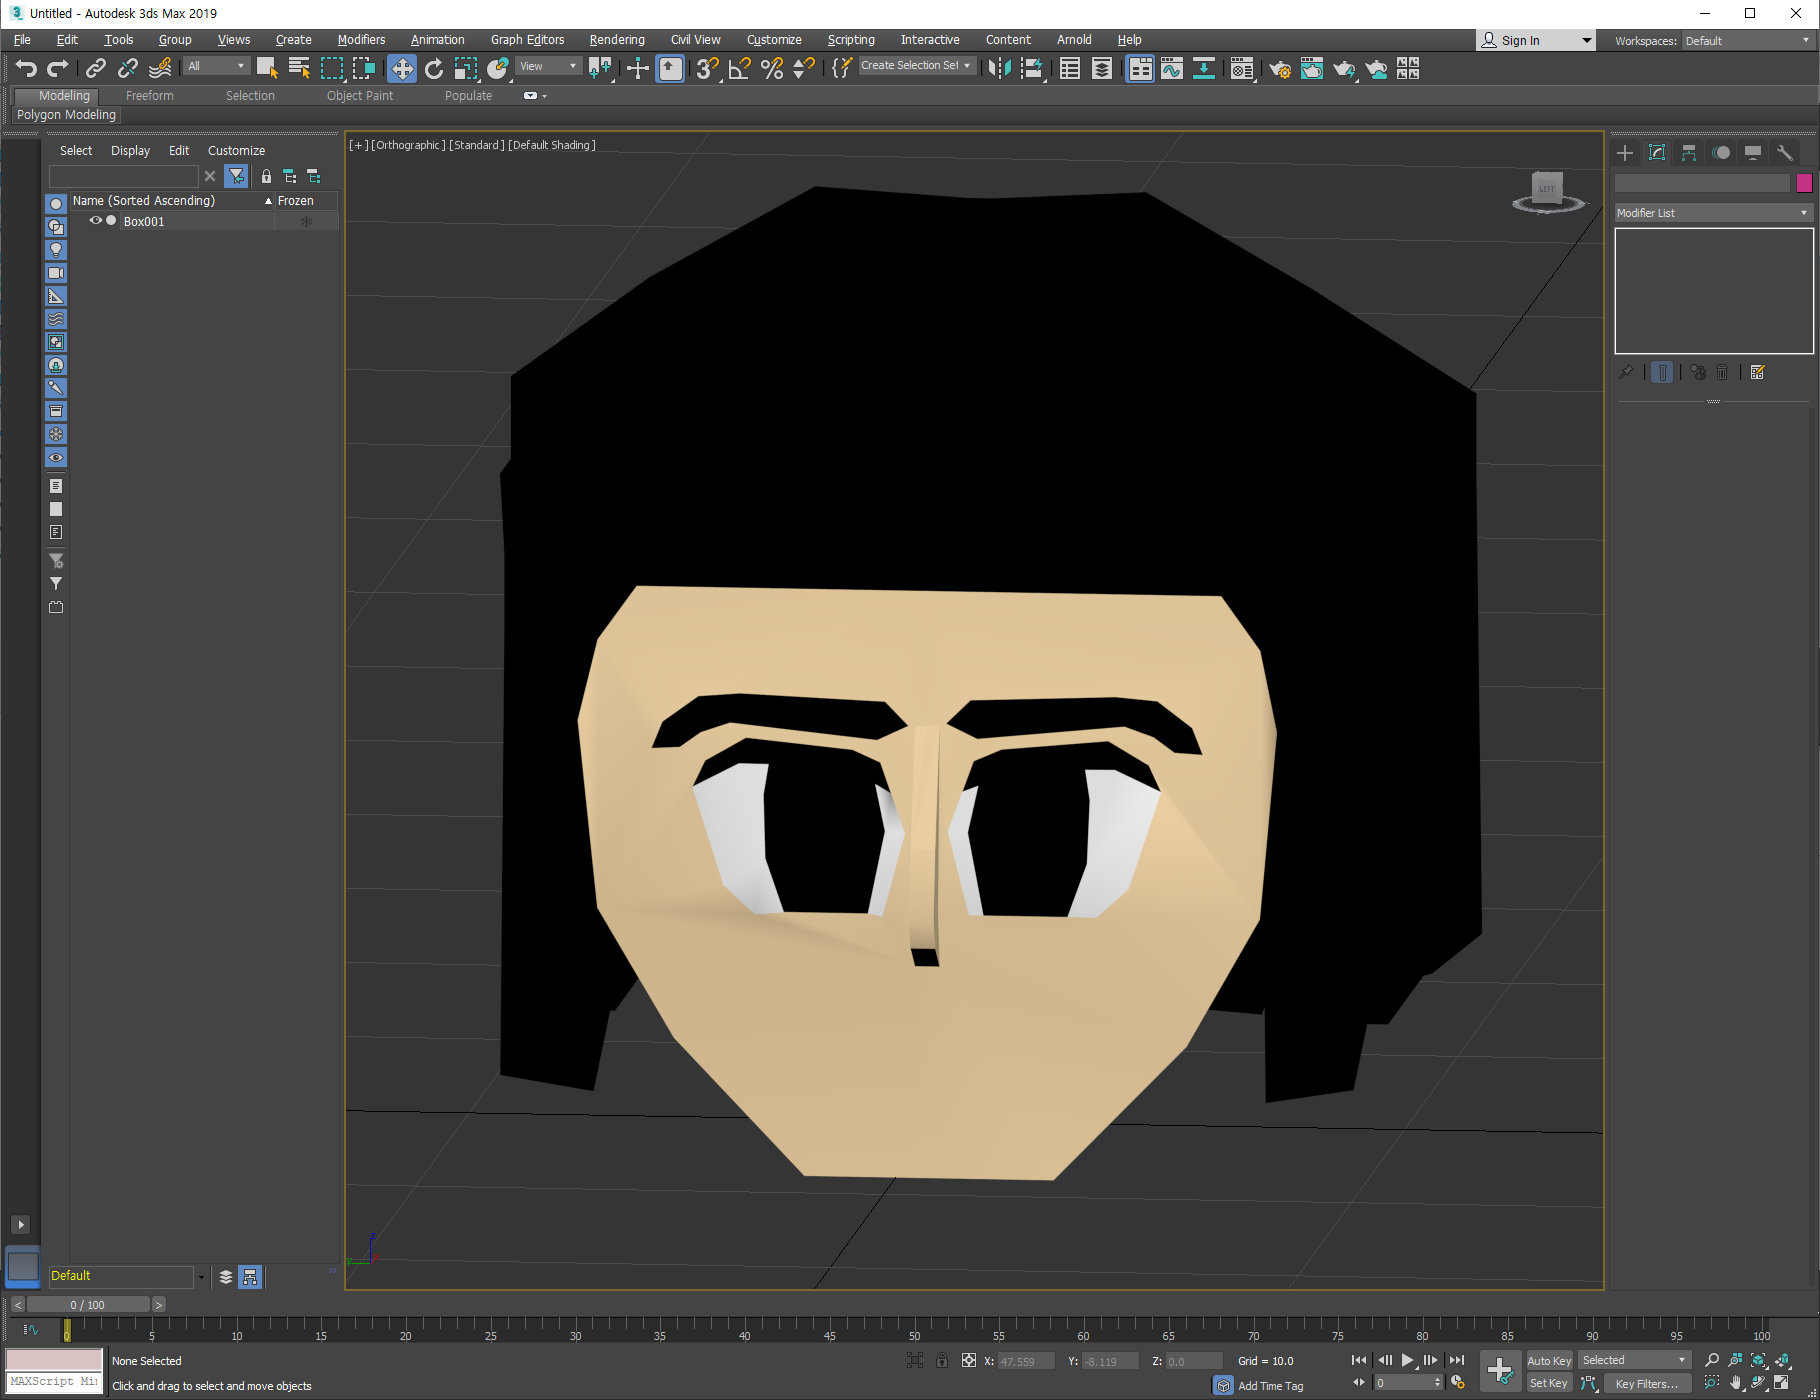 Untitled - Autodesk 3ds Max 2019
File Edit Tools Group Views Create Modifiers Animation Graph Editors Rendering Civil View Customize Scripting Interactive Content Arnold Help Sign In Workspaces: Default
All View Create Selection Set
Modeling Freeform Selection Object Paint Populate
Polygon Modeling
Select Display Edit Customize
[+] [Orthographic] [Standard] [Default Shading]
LEFT
Name (Sorted Ascending) Frozen
Box001
Modifier List
z
y
Default
0 / 100
0 5 10 15 20 25 30 35 40 45 50 55 60 65 70 75 80 85 90 95 100
None Selected X: 47.559 Y: -8.119 Z: 0.0 Grid = 10.0 Auto Key Selected
MAXScript Mi
Click and drag to select and move objects Add Time Tag 0 Set Key Key Filters...